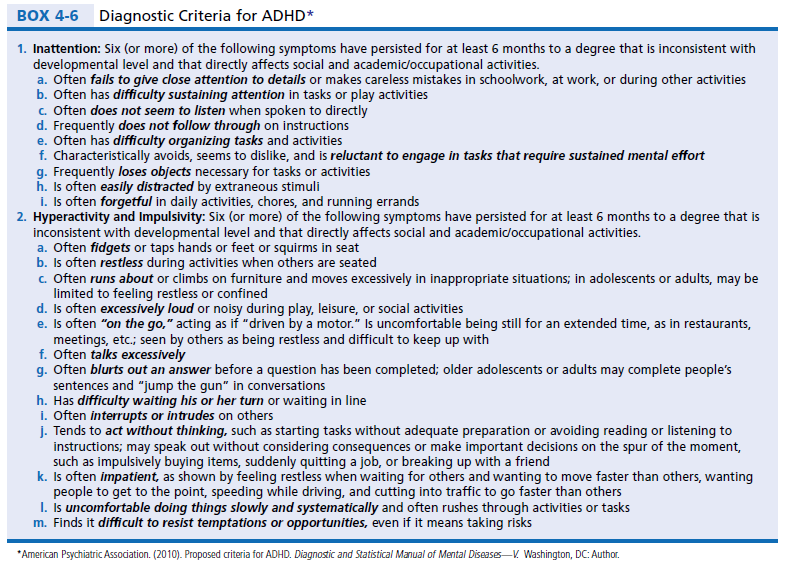 BOX 4-6 Diagnostic Criteria for ADHD*
1. Inattention: Six (or more) of the following symptoms have persisted for at least 6 months to a degree that is inconsistent with
developmental level and that directly affects social and academic/occupational activities.
a. Often fails to give close attention to details or makes careless mistakes in schoolwork, at work, or during other activities
b. Often has difficulty sustaining attention in tasks or play activities
c. Often does not seem to listen when spoken to directly
d. Frequently does not follow through on instructions
e. Often has difficulty organizing tasks and activities
f. Characteristically avoids, seems to dislike, and is reluctant to engage in tasks that require sustained mental effort
g. Frequently loses objects necessary for tasks or activities
h. Is often easily distracted by extraneous stimuli
i. Is often forgetful in daily activities, chores, and running errands
2. Hyperactivity and Impulsivity: Six (or more) of the following symptoms have persisted for at least 6 months to a degree that is
inconsistent with developmental level and that directly affects social and academic/occupational activities.
a. Often fidgets or taps hands or feet or squirms in seat
b. Is often restless during activities when others are seated
c. Often runs about or climbs on furniture and moves excessively in inappropriate situations; in adolescents or adults, may be
limited to feeling restless or confined
d. Is often excessively loud or noisy during play, leisure, or social activities
e. Is often “on the go,” acting as if “driven by a motor.” Is uncomfortable being still for an extended time, as in restaurants,
meetings, etc.; seen by others as being restless and difficult to keep up with
f. Often talks excessively
g. Often blurts out an answer before a question has been completed; older adolescents or adults may complete people’s
sentences and “jump the gun” in conversations
h. Has difficulty waiting his or her turn or waiting in line
i. Often interrupts or intrudes on others
j. Tends to act without thinking, such as starting tasks without adequate preparation or avoiding reading or listening to
instructions; may speak out without considering consequences or make important decisions on the spur of the moment,
such as impulsively buying items, suddenly quitting a job, or breaking up with a friend
k. Is often impatient, as shown by feeling restless when waiting for others and wanting to move faster than others, wanting
people to get to the point, speeding while driving, and cutting into traffic to go faster than others
l. Is uncomfortable doing things slowly and systematically and often rushes through activities or tasks
m. Finds it difficult to resist temptations or opportunities, even if it means taking risks
*American Psychiatric Association. (2010). Proposed criteria for ADHD. Diagnostic and Statistical Manual of Mental Diseases—V. Washington, DC: Author.